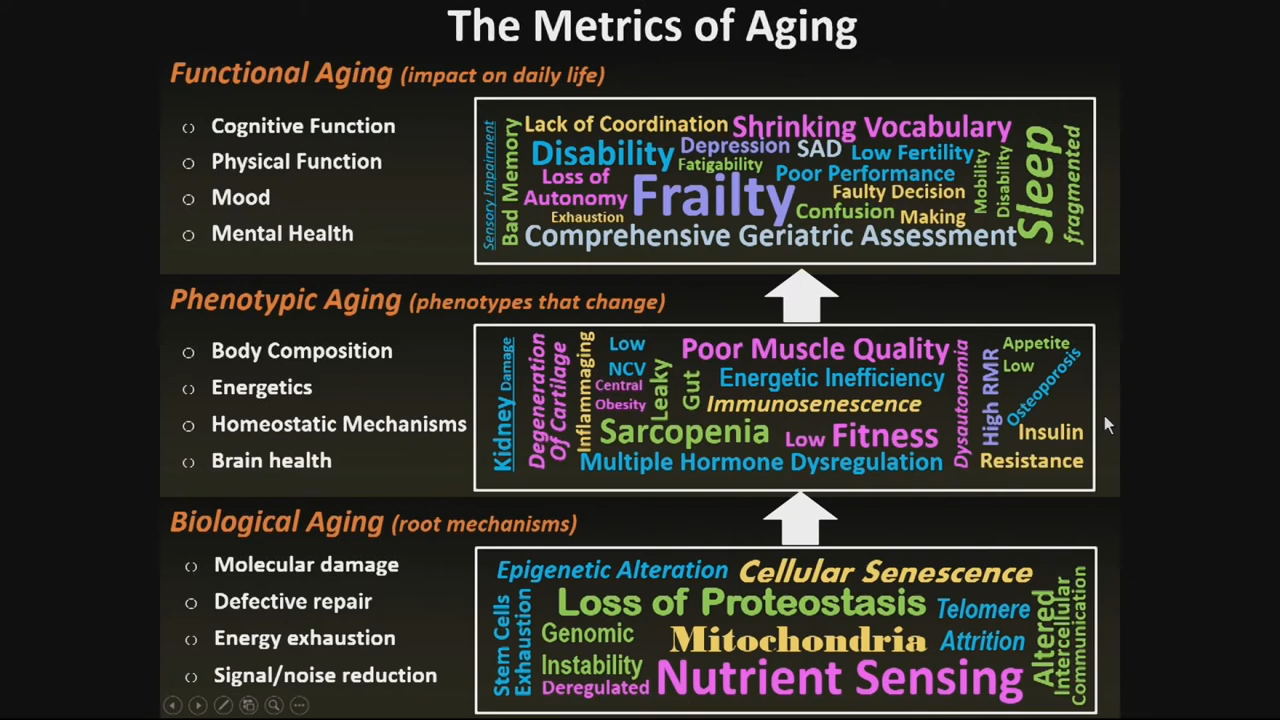 The Metrics of Aging
Functional Aging (impact on daily life)
Cognitive Function
Physical Function
Mood
Mental Health
Sensory Impairment
Bad Memory
Lack of Coordination
Shrinking Vocabulary
Disability
Depression
SAD
Low Fertility
Fatigability
Poor Performance
Loss of
Autonomy
Frailty
Faulty Decision
Making
Exhaustion
Confusion
Comprehensive Geriatric Assessment
Mobility
Disability
Sleep
fragmented
Phenotypic Aging (phenotypes that change)
Body Composition
Energetics
Homeostatic Mechanisms
Brain health
Kidney Damage
Degeneration
Of Cartilage
Inflammaging
Low
NCV
Central
Obesity
Leaky
Gut
Poor Muscle Quality
Energetic Inefficiency
Immunosenescence
Sarcopenia
Low Fitness
Multiple Hormone Dysregulation
Dysautonomia
High RMR
Appetite
Low
Osteoporosis
Insulin
Resistance
Biological Aging (root mechanisms)
Molecular damage
Defective repair
Energy exhaustion
Signal/noise reduction
Stem Cells
Exhaustion
Epigenetic Alteration
Cellular Senescence
Loss of Proteostasis
Telomere
Attrition
Genomic
Instability
Mitochondria
Deregulated
Nutrient Sensing
Altered
Intercellular
Communication